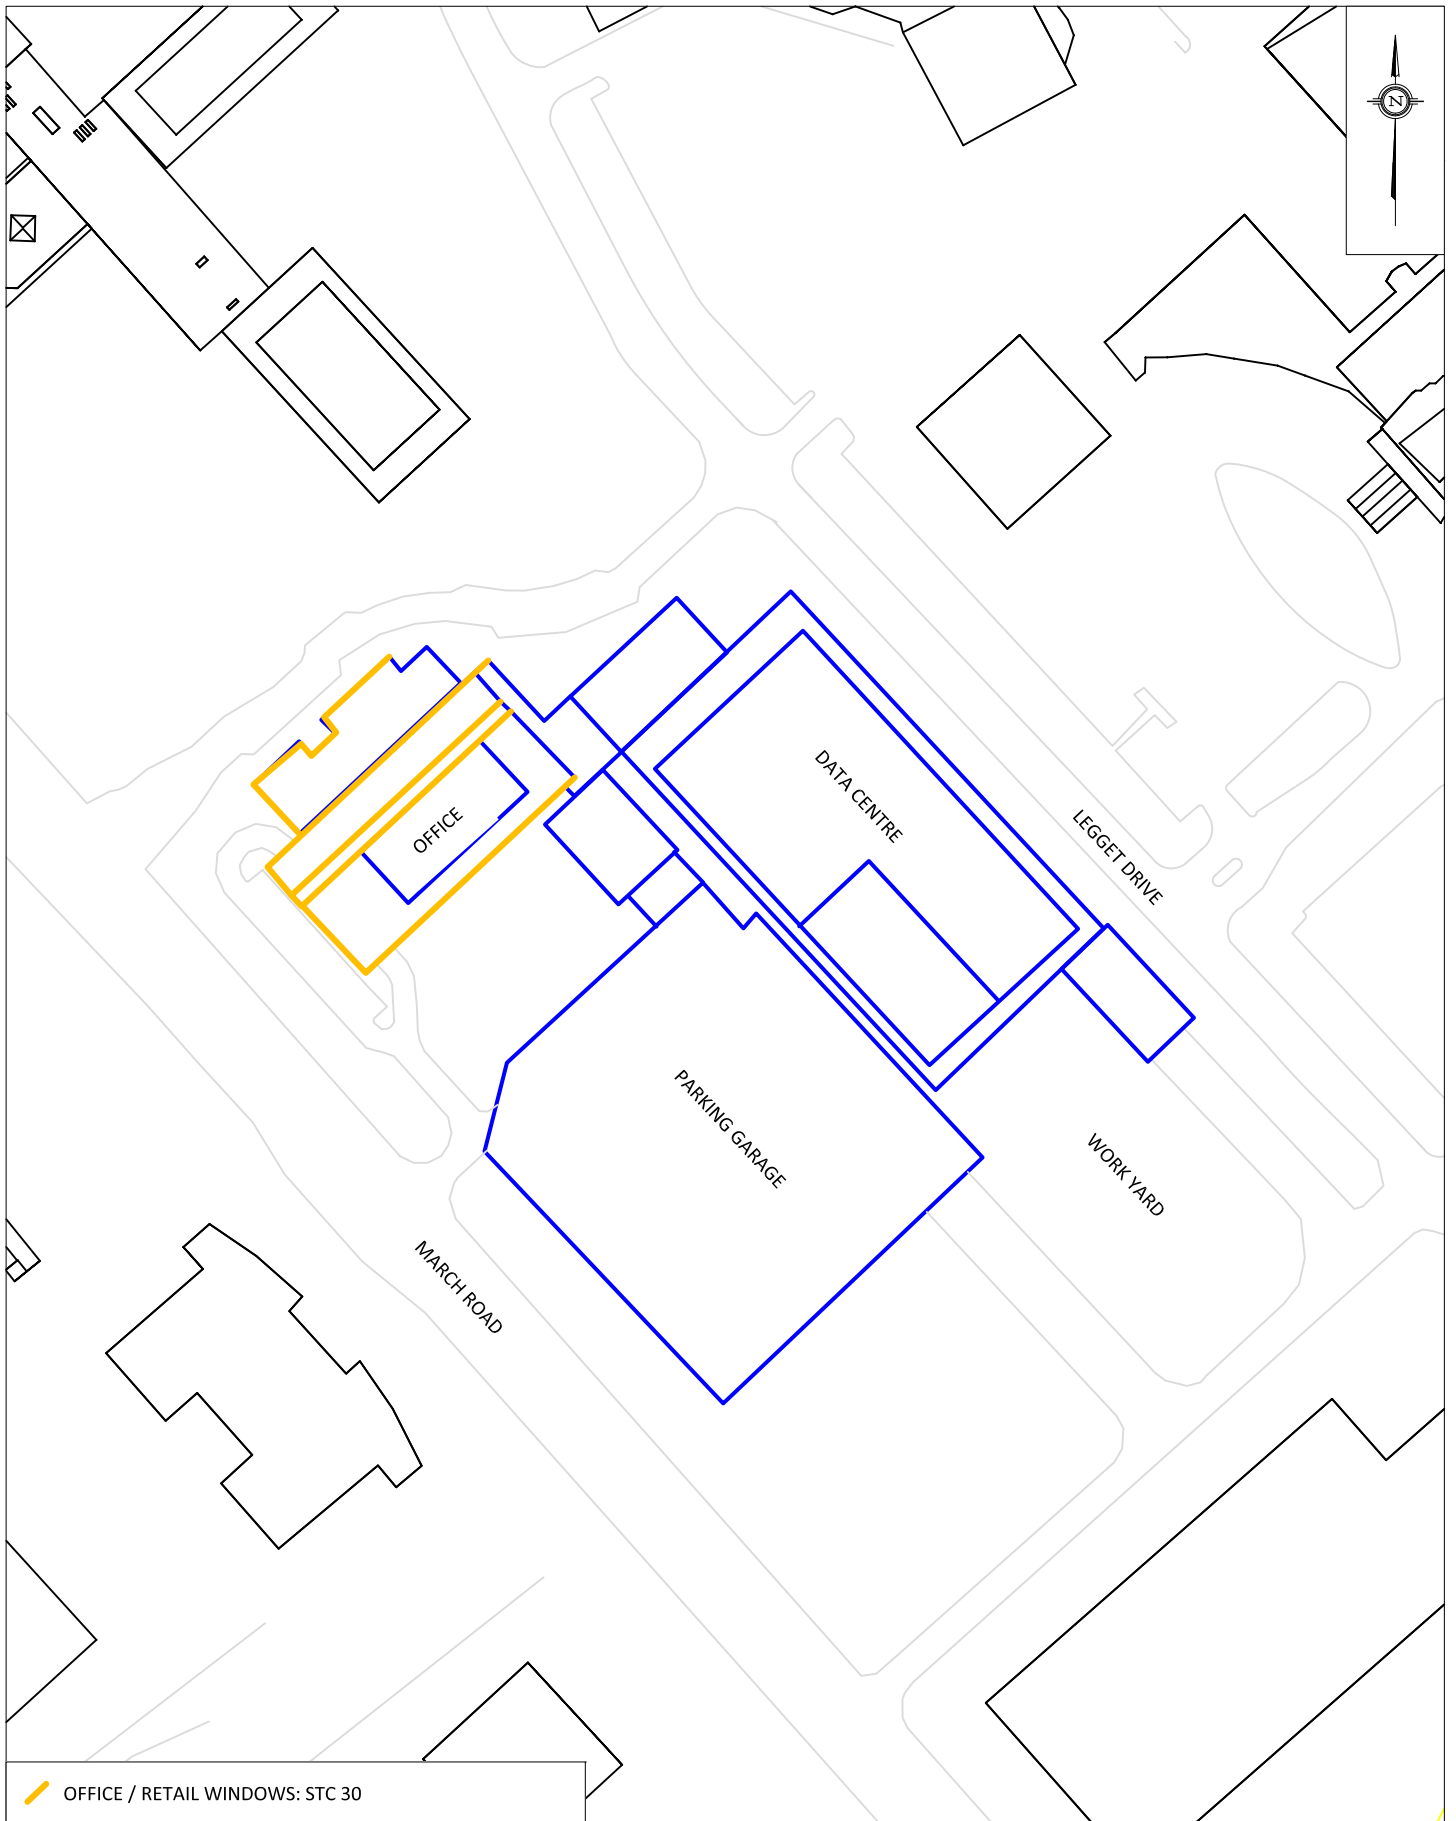 N
DATA CENTRE
OFFICE
LEGGET DRIVE
PARKING GARAGE
WORK YARD
MARCH ROAD
OFFICE / RETAIL WINDOWS: STC 30